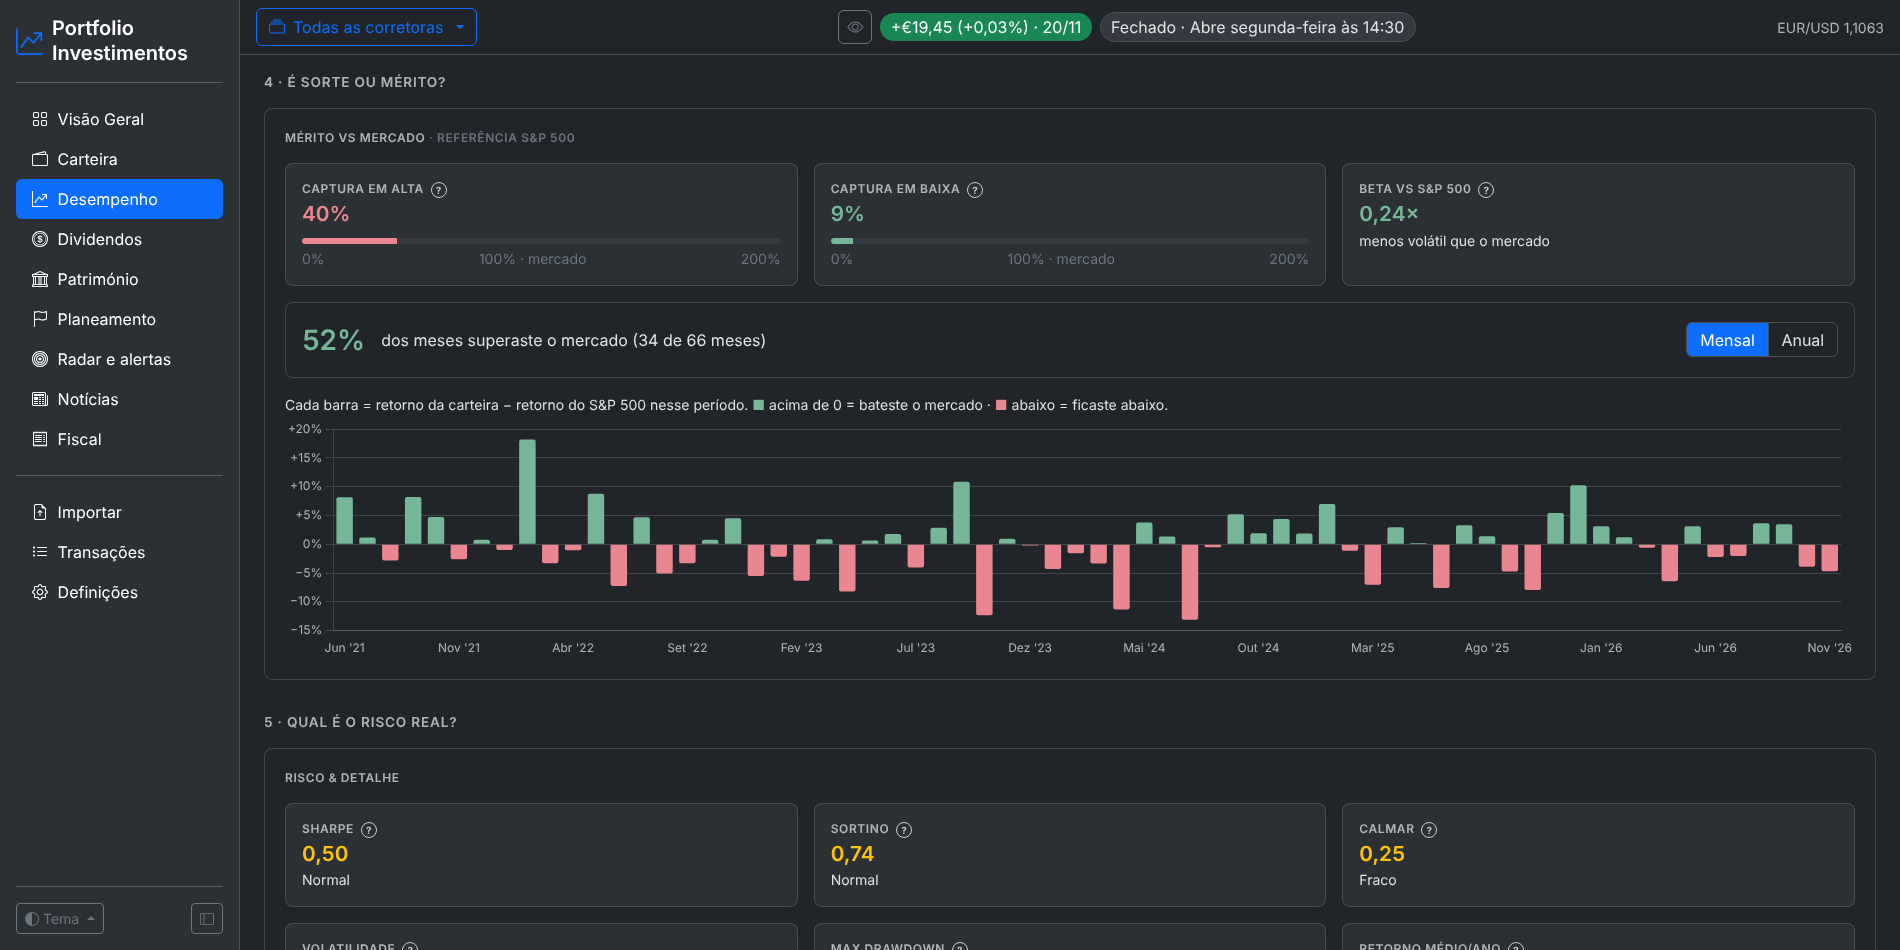 Portfolio
Investimentos
Visão Geral
Carteira
Desempenho
Dividendos
Património
Planeamento
Radar e alertas
Notícias
Fiscal
Importar
Transações
Definições
Tema
Todas as corretoras
+€19,45 (+0,03%) · 20/11
Fechado · Abre segunda-feira às 14:30
EUR/USD 1,1063
4 · É SORTE OU MÉRITO?
MÉRITO VS MERCADO · REFERÊNCIA S&P 500
CAPTURA EM ALTA ?
40%
0% 100% · mercado 200%
CAPTURA EM BAIXA ?
9%
0% 100% · mercado 200%
BETA VS S&P 500 ?
0,24×
menos volátil que o mercado
52% dos meses superaste o mercado (34 de 66 meses)
Mensal Anual
Cada barra = retorno da carteira − retorno do S&P 500 nesse período. acima de 0 = bateste o mercado · abaixo = ficaste abaixo.
+20%
+15%
+10%
+5%
0%
−5%
−10%
−15%
Jun '21 Nov '21 Abr '22 Set '22 Fev '23 Jul '23 Dez '23 Mai '24 Out '24 Mar '25 Ago '25 Jan '26 Jun '26 Nov '26
5 · QUAL É O RISCO REAL?
RISCO & DETALHE
SHARPE ?
0,50
Normal
SORTINO ?
0,74
Normal
CALMAR ?
0,25
Fraco
VOLATILIDADE ?
MAX DRAWDOWN ?
RETORNO MÉDIO/ANO ?